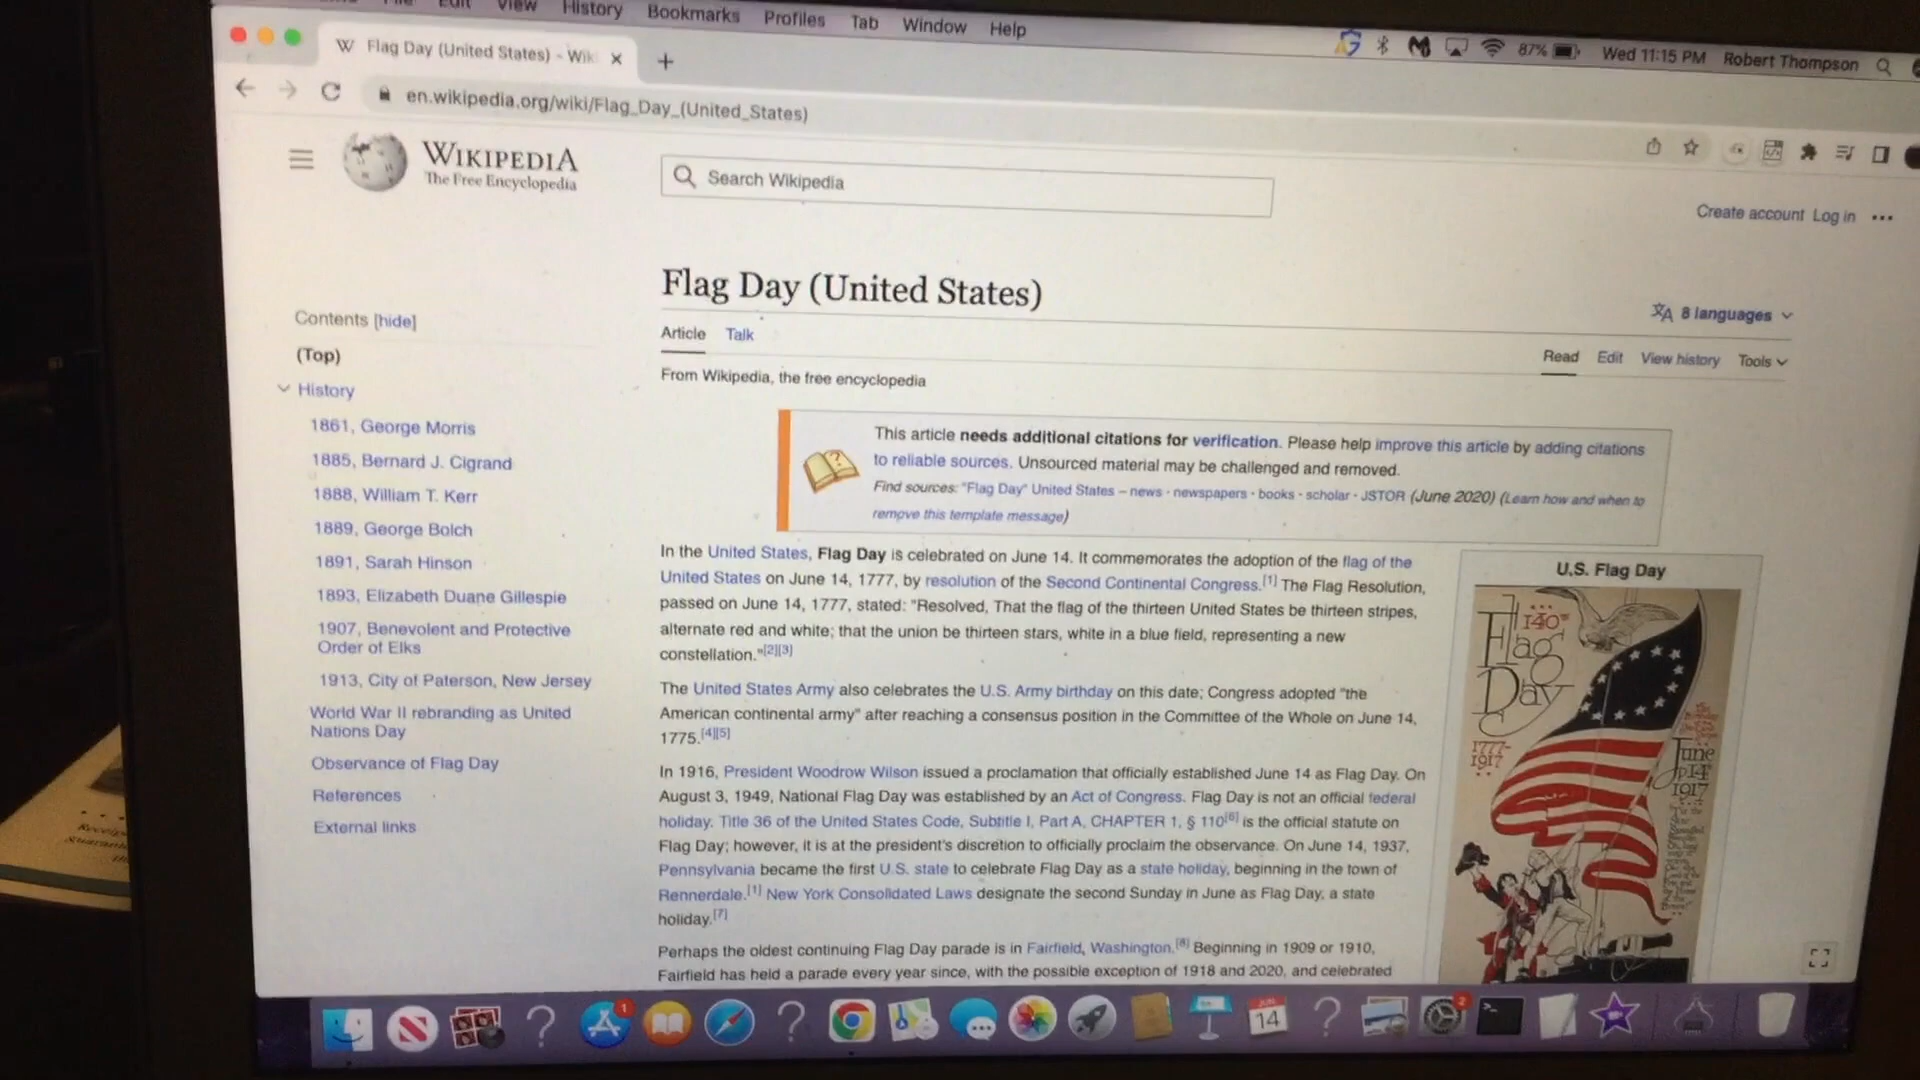 File Edit View History Bookmarks Profiles Tab Window Help
87% Wed 11:15 PM Robert Thompson
W Flag Day (United States) - Wiki
en.wikipedia.org/wiki/Flag_Day_(United_States)
WIKIPEDIA
The Free Encyclopedia
Search Wikipedia
Create account Log in •••
Flag Day (United States)
8 languages
Article Talk
Read Edit View history Tools
From Wikipedia, the free encyclopedia
Contents [hide]
(Top)
History
1861, George Morris
1885, Bernard J. Cigrand
1888, William T. Kerr
1889, George Bolch
1891, Sarah Hinson
1893, Elizabeth Duane Gillespie
1907, Benevolent and Protective
Order of Elks
1913, City of Paterson, New Jersey
World War II rebranding as United
Nations Day
Observance of Flag Day
References
External links
This article needs additional citations for verification. Please help improve this article by adding citations
to reliable sources. Unsourced material may be challenged and removed.
Find sources: "Flag Day" United States – news · newspapers · books · scholar · JSTOR (June 2020) (Learn how and when to
remove this template message)
In the United States, Flag Day is celebrated on June 14. It commemorates the adoption of the flag of the
United States on June 14, 1777, by resolution of the Second Continental Congress.[1] The Flag Resolution,
passed on June 14, 1777, stated: "Resolved, That the flag of the thirteen United States be thirteen stripes,
alternate red and white; that the union be thirteen stars, white in a blue field, representing a new
constellation."[2][3]
The United States Army also celebrates the U.S. Army birthday on this date; Congress adopted "the
American continental army" after reaching a consensus position in the Committee of the Whole on June 14,
1775.[4][5]
In 1916, President Woodrow Wilson issued a proclamation that officially established June 14 as Flag Day. On
August 3, 1949, National Flag Day was established by an Act of Congress. Flag Day is not an official federal
holiday. Title 36 of the United States Code, Subtitle I, Part A, CHAPTER 1, § 110[6] is the official statute on
Flag Day; however, it is at the president's discretion to officially proclaim the observance. On June 14, 1937,
Pennsylvania became the first U.S. state to celebrate Flag Day as a state holiday, beginning in the town of
Rennerdale.[1] New York Consolidated Laws designate the second Sunday in June as Flag Day, a state
holiday.[7]
Perhaps the oldest continuing Flag Day parade is in Fairfield, Washington.[8] Beginning in 1909 or 1910,
Fairfield has held a parade every year since, with the possible exception of 1918 and 2020, and celebrated
U.S. Flag Day
140th
Flag
Day
1777-
1917
June
14th
1917
1
JUN
14
2